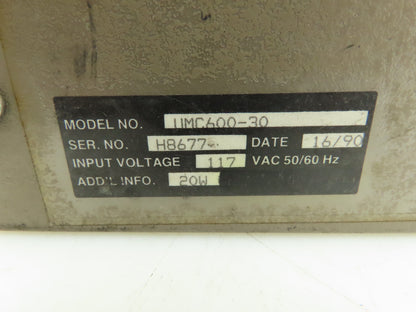 MODEL NO. UMC600-30
SER. NO. H8677 DATE 16/90
INPUT VOLTAGE 117 VAC 50/60 Hz
ADD'L INFO. 20W